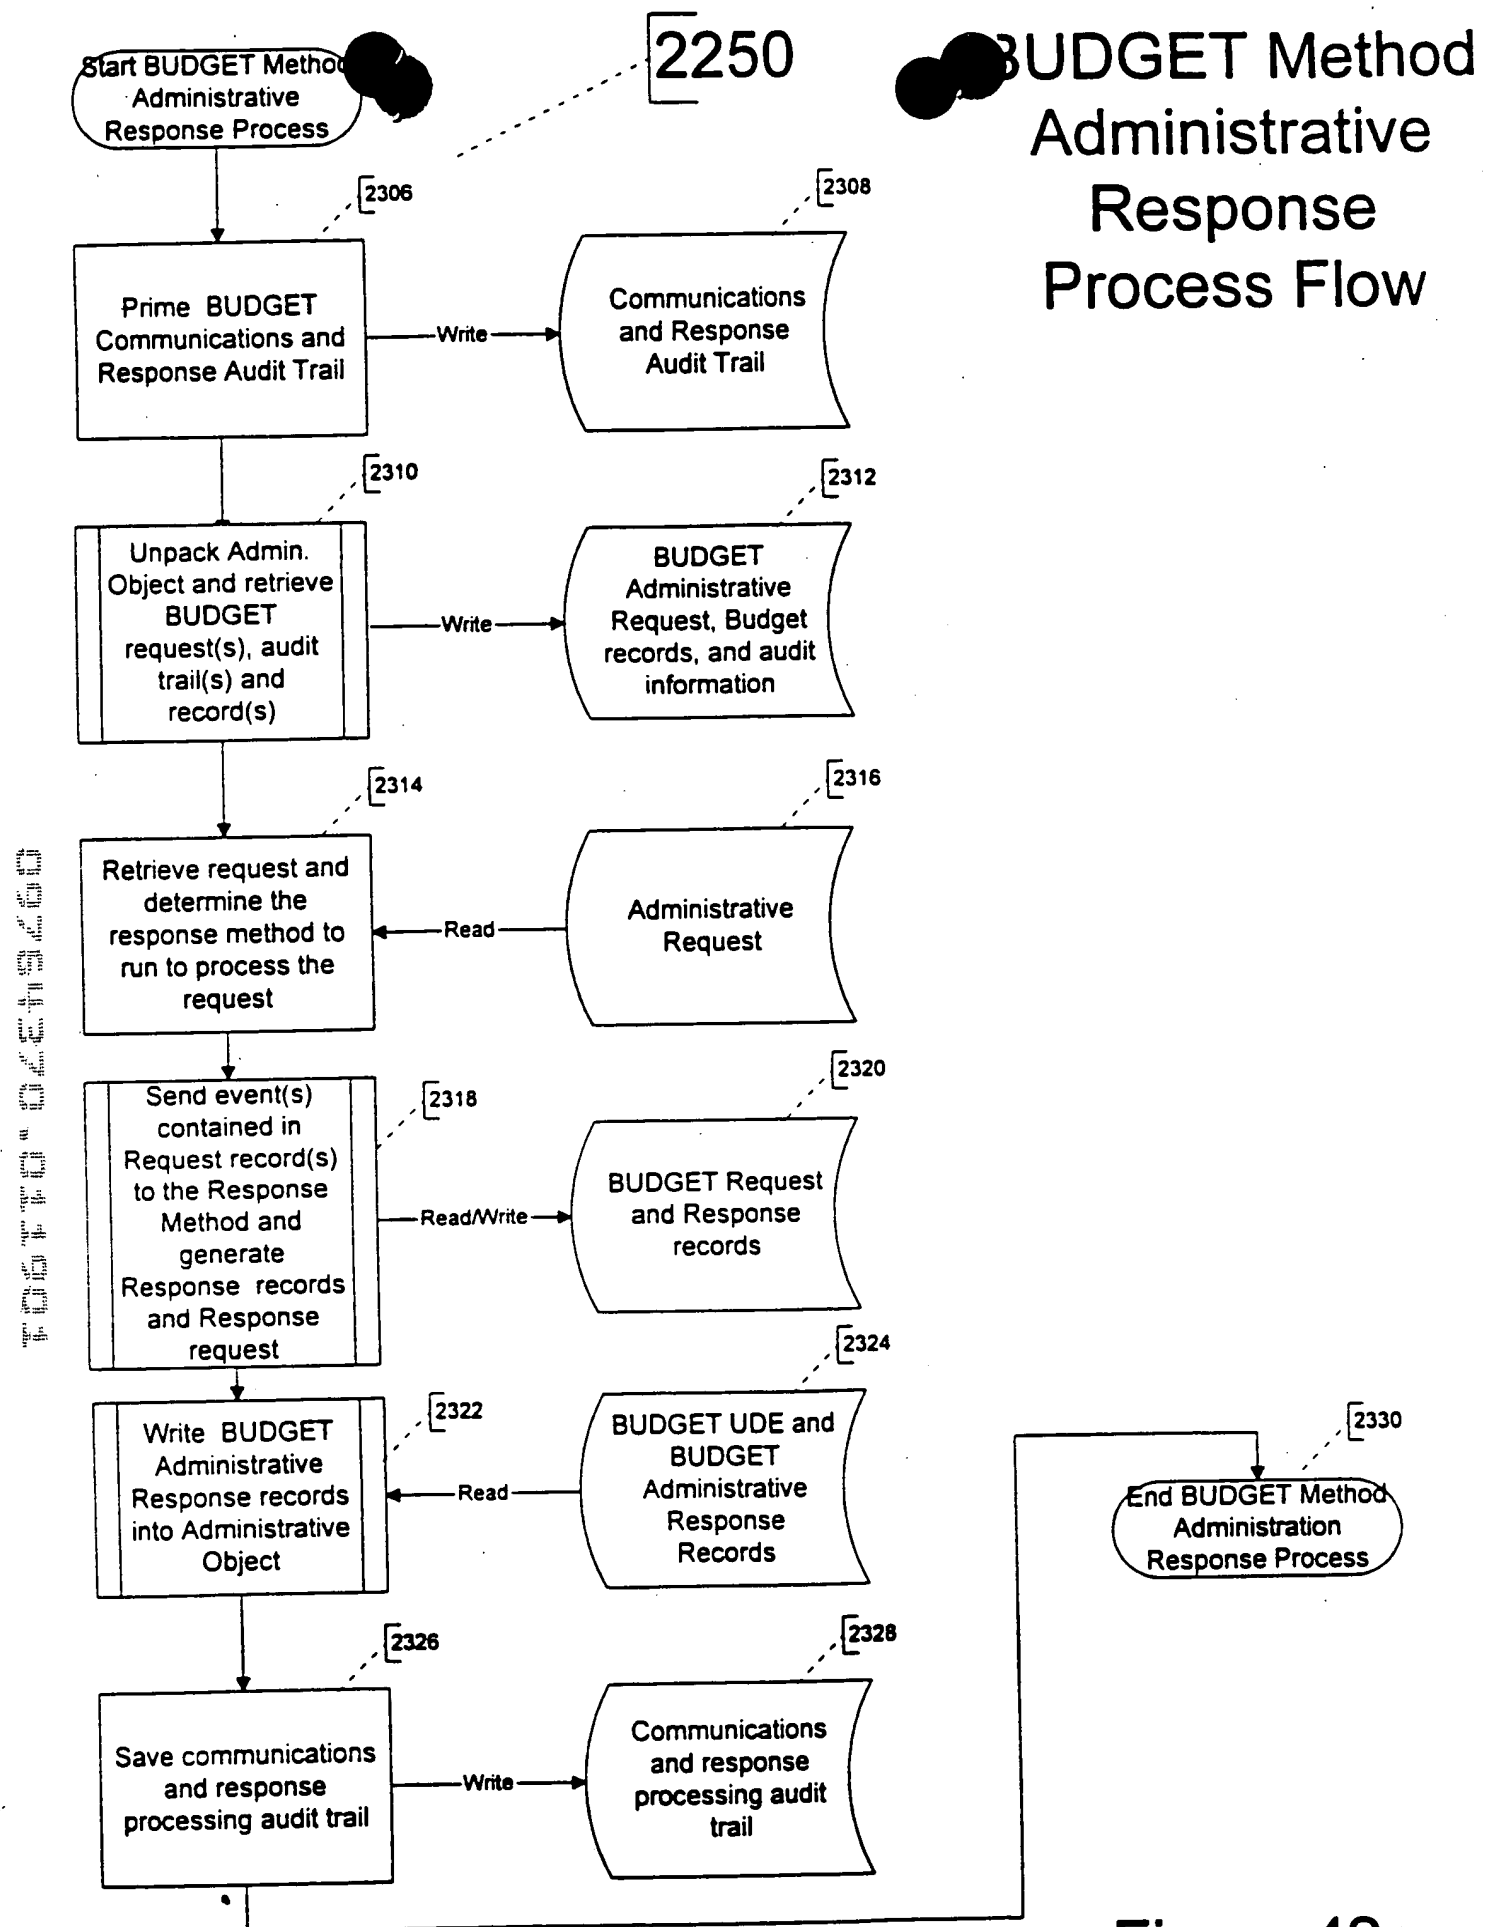 Start BUDGET Method
Administrative
Response Process
2250
BUDGET Method
Administrative
Response
Process Flow
2306
Prime BUDGET
Communications and
Response Audit Trail
Write
2308
Communications
and Response
Audit Trail
2310
Unpack Admin.
Object and retrieve
BUDGET
request(s), audit
trail(s) and
record(s)
Write
2312
BUDGET
Administrative
Request, Budget
records, and audit
information
2314
Retrieve request and
determine the
response method to
run to process the
request
Read
2316
Administrative
Request
2318
Send event(s)
contained in
Request record(s)
to the Response
Method and
generate
Response records
and Response
request
Read/Write
2320
BUDGET Request
and Response
records
2322
Write BUDGET
Administrative
Response records
into Administrative
Object
Read
2324
BUDGET UDE and
BUDGET
Administrative
Response
Records
2326
Save communications
and response
processing audit trail
Write
2328
Communications
and response
processing audit
trail
2330
End BUDGET Method
Administration
Response Process